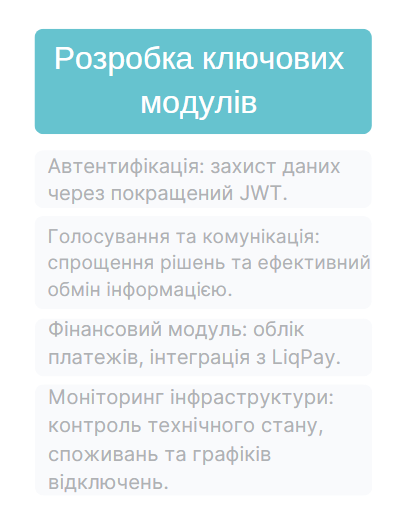 Розробка ключових
модулів
Автентифікація: захист даних
через покращений JWT.
Голосування та комунікація:
спрощення рішень та ефективний
обмін інформацією.
Фінансовий модуль: облік
платежів, інтеграція з LiqPay.
Моніторинг інфраструктури:
контроль технічного стану,
споживань та графіків
відключень.